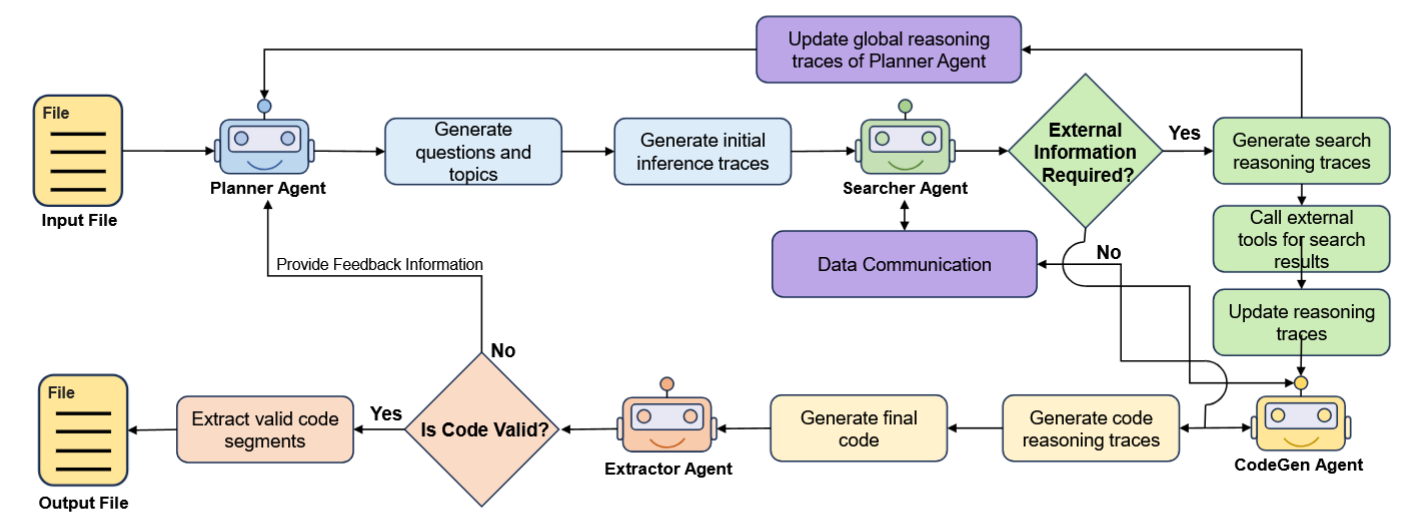 Update global reasoning
traces of Planner Agent
File
Input File
Planner Agent
Generate
questions and
topics
Generate initial
inference traces
Searcher Agent
External
Information
Required?
Yes
Generate search
reasoning traces
Call external
tools for search
results
Update reasoning
traces
No
Data Communication
Provide Feedback Information
No
File
Output File
Extract valid code
segments
Yes
Is Code Valid?
Extractor Agent
Generate final
code
Generate code
reasoning traces
CodeGen Agent